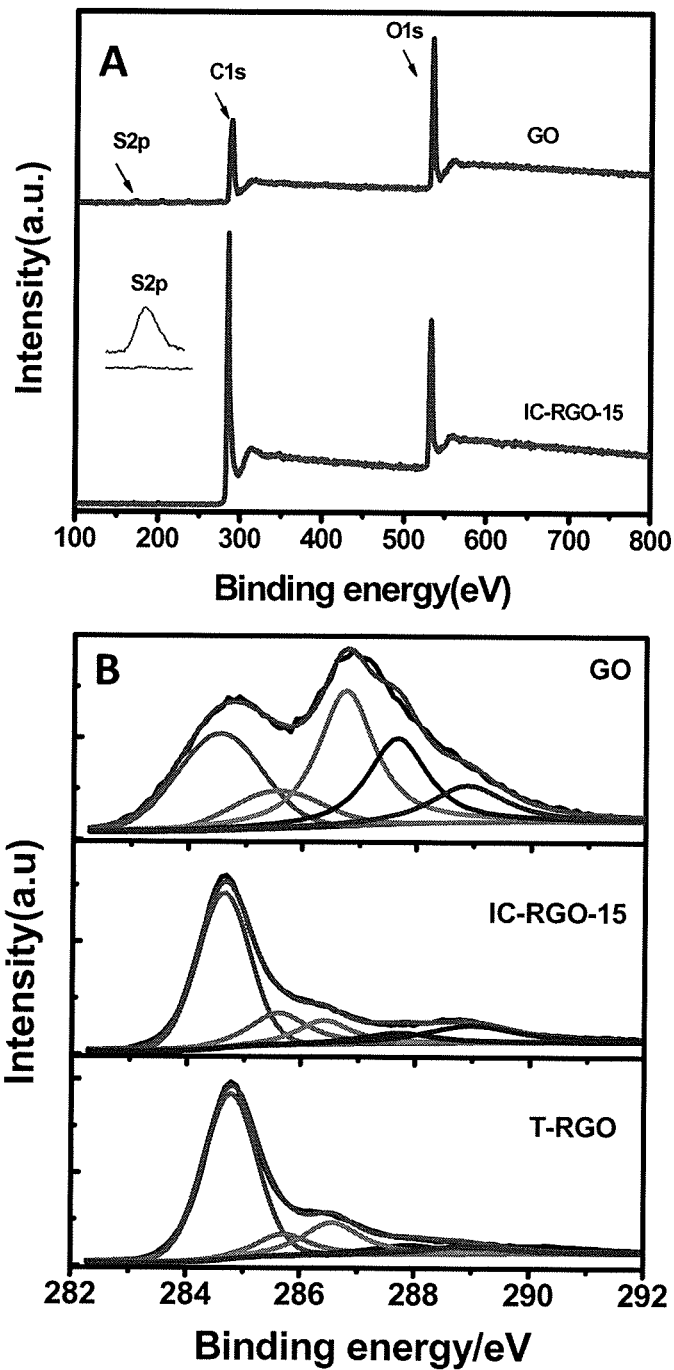 A
S2p
C1s
O1s
GO
S2p
IC-RGO-15
Intensity(a.u.)
100 200 300 400 500 600 700 800
Binding energy(eV)
B
GO
IC-RGO-15
T-RGO
Intensity(a.u)
282 284 286 288 290 292
Binding energy/eV